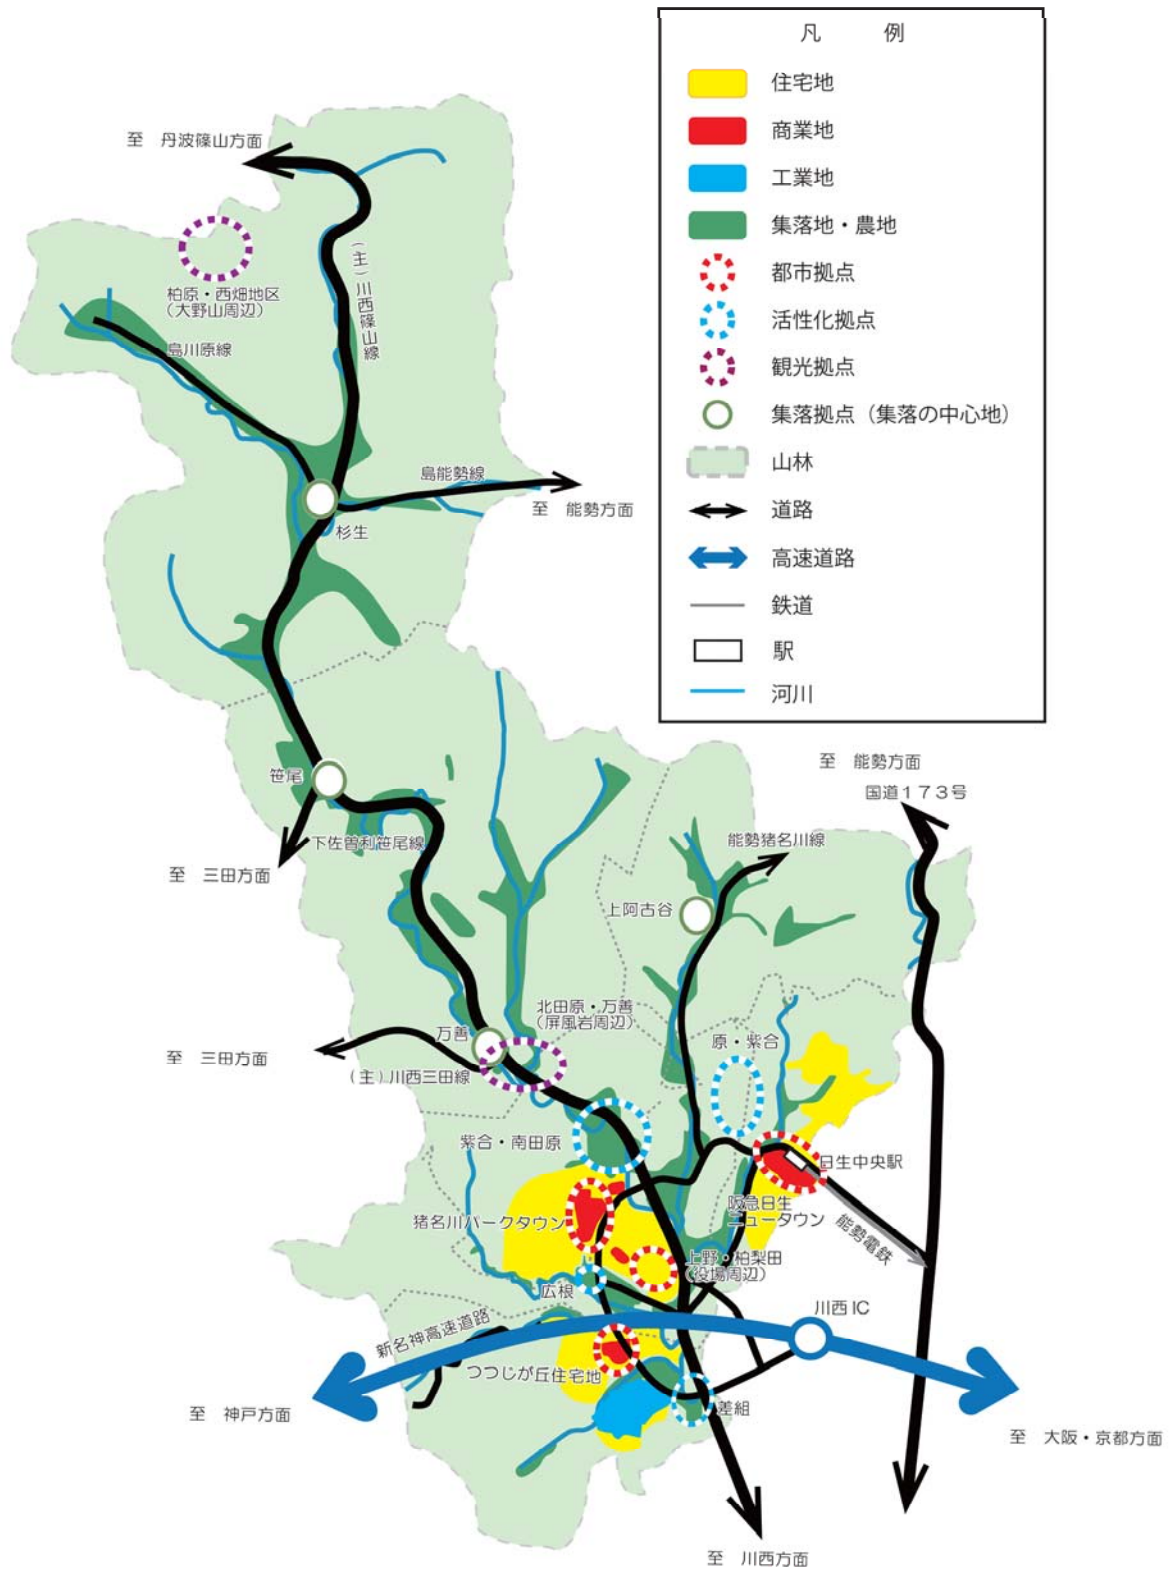 凡　例
住宅地
商業地
工業地
集落地・農地
都市拠点
活性化拠点
観光拠点
集落拠点（集落の中心地）
山林
道路
高速道路
鉄道
駅
河川
至　丹波篠山方面
柏原・西畑地区
（大野山周辺）
（主）川西篠山線
島川原線
島能勢線
至　能勢方面
杉生
笹尾
下佐曽利笹尾線
至　三田方面
至　能勢方面
国道１７３号
能勢猪名川線
上阿古谷
北田原・万善
（屏風岩周辺）
万善
至　三田方面
（主）川西三田線
原・紫合
紫合・南田原
日生中央駅
阪急日生
ニュータウン
能勢電鉄
猪名川パークタウン
上野・柏梨田
（役場周辺）
広根
川西 IC
新名神高速道路
つつじが丘住宅地
差組
至　神戸方面
至　大阪・京都方面
至　川西方面